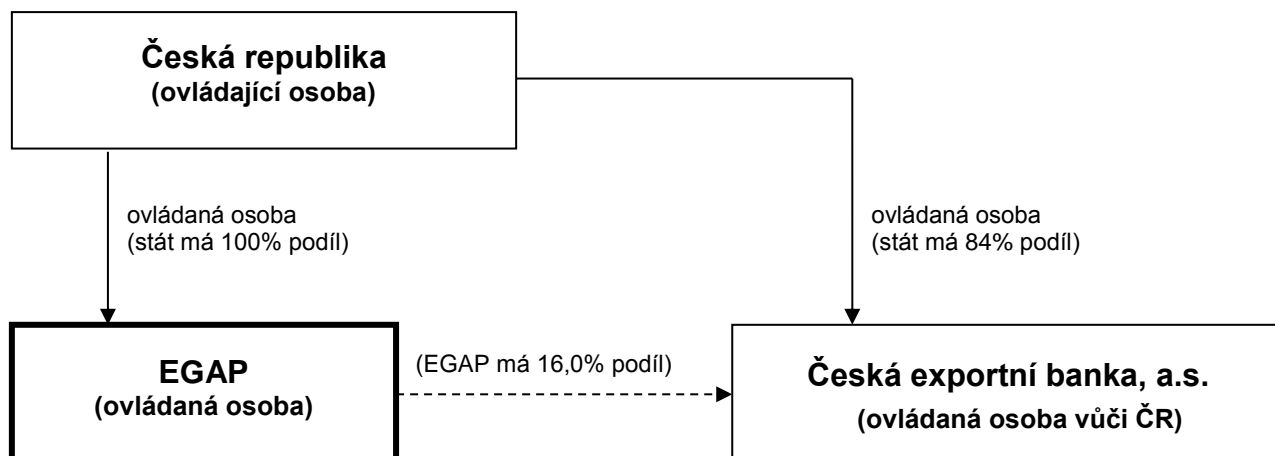 Česká republika
(ovládající osoba)
ovládaná osoba
(stát má 100% podíl)
ovládaná osoba
(stát má 84% podíl)
EGAP
(ovládaná osoba)
(EGAP má 16,0% podíl)
Česká exportní banka, a.s.
(ovládaná osoba vůči ČR)